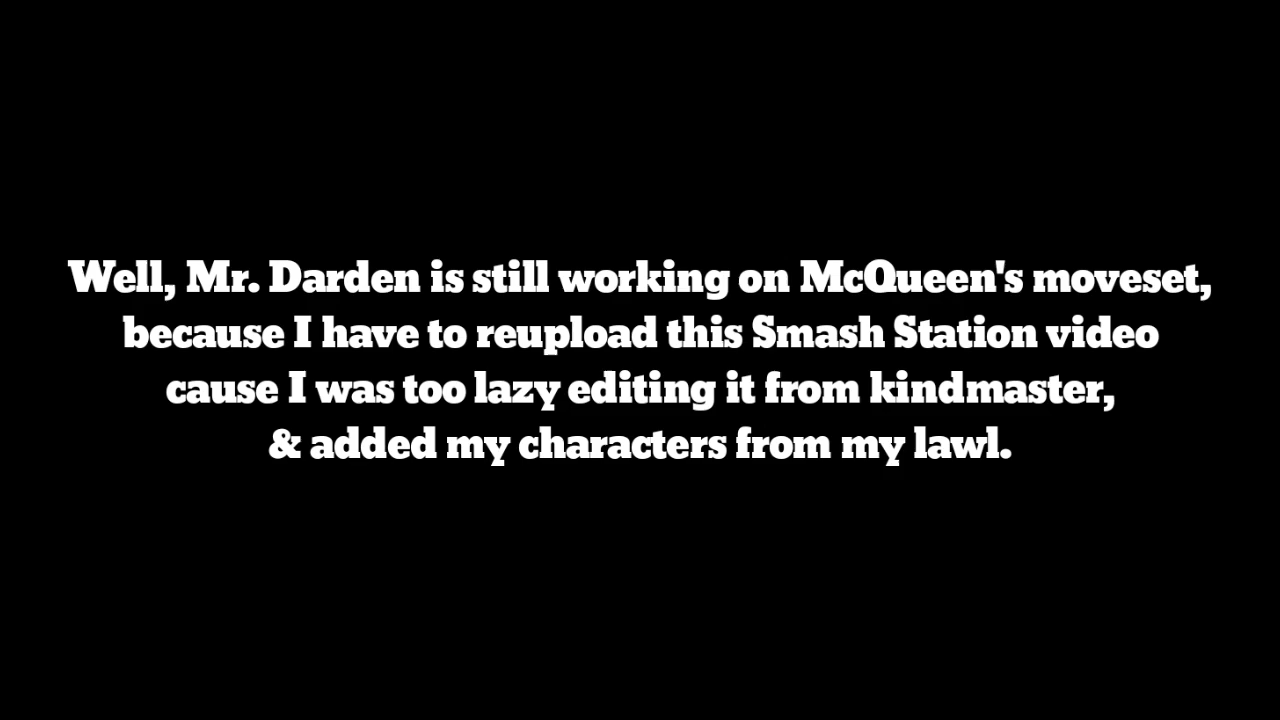 Well, Mr. Darden is still working on McQueen's moveset,
because I have to reupload this Smash Station video
cause I was too lazy editing it from kindmaster,
& added my characters from my lawl.